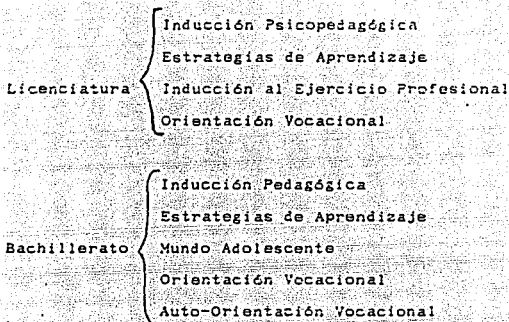 Inducción Psicopedagógica
Estrategias de Aprendizaje
Licenciatura Inducción al Ejercicio Profesional
Orientación Vocacional
Inducción Pedagógica
Estrategias de Aprendizaje
Bachillerato Mundo Adolescente
Orientación Vocacional
Auto-Orientación Vocacional